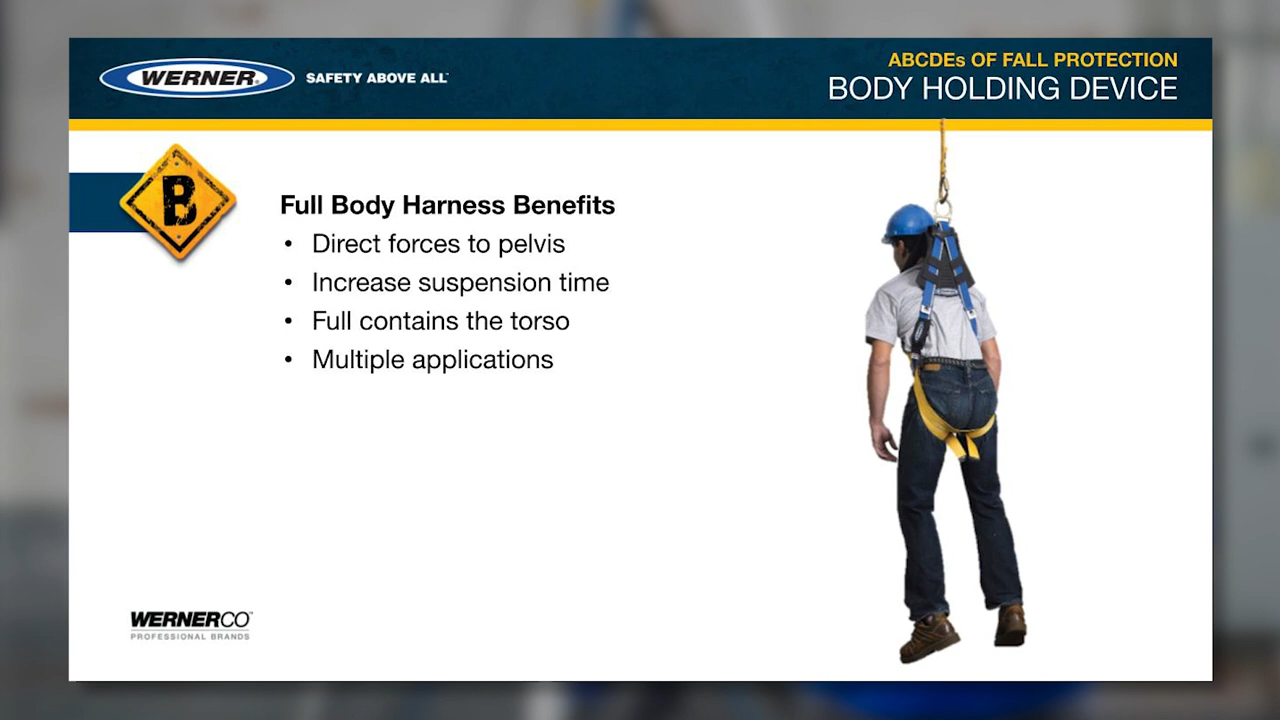 WERNER
SAFETY ABOVE ALL
ABCDEs OF FALL PROTECTION
BODY HOLDING DEVICE
B
Full Body Harness Benefits
• Direct forces to pelvis
• Increase suspension time
• Full contains the torso
• Multiple applications
WERNERCO™
PROFESSIONAL BRANDS